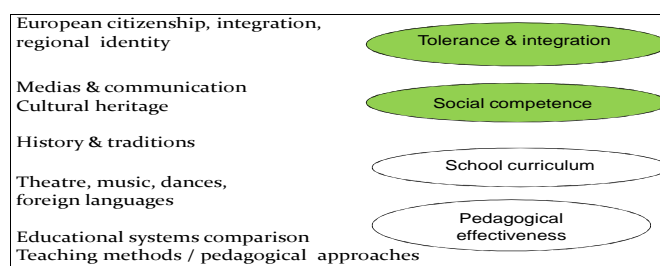 European citizenship, integration,
regional identity
Tolerance & integration
Medias & communication
Cultural heritage
Social competence
History & traditions
School curriculum
Theatre, music, dances,
foreign languages
Pedagogical
effectiveness
Educational systems comparison
Teaching methods / pedagogical approaches